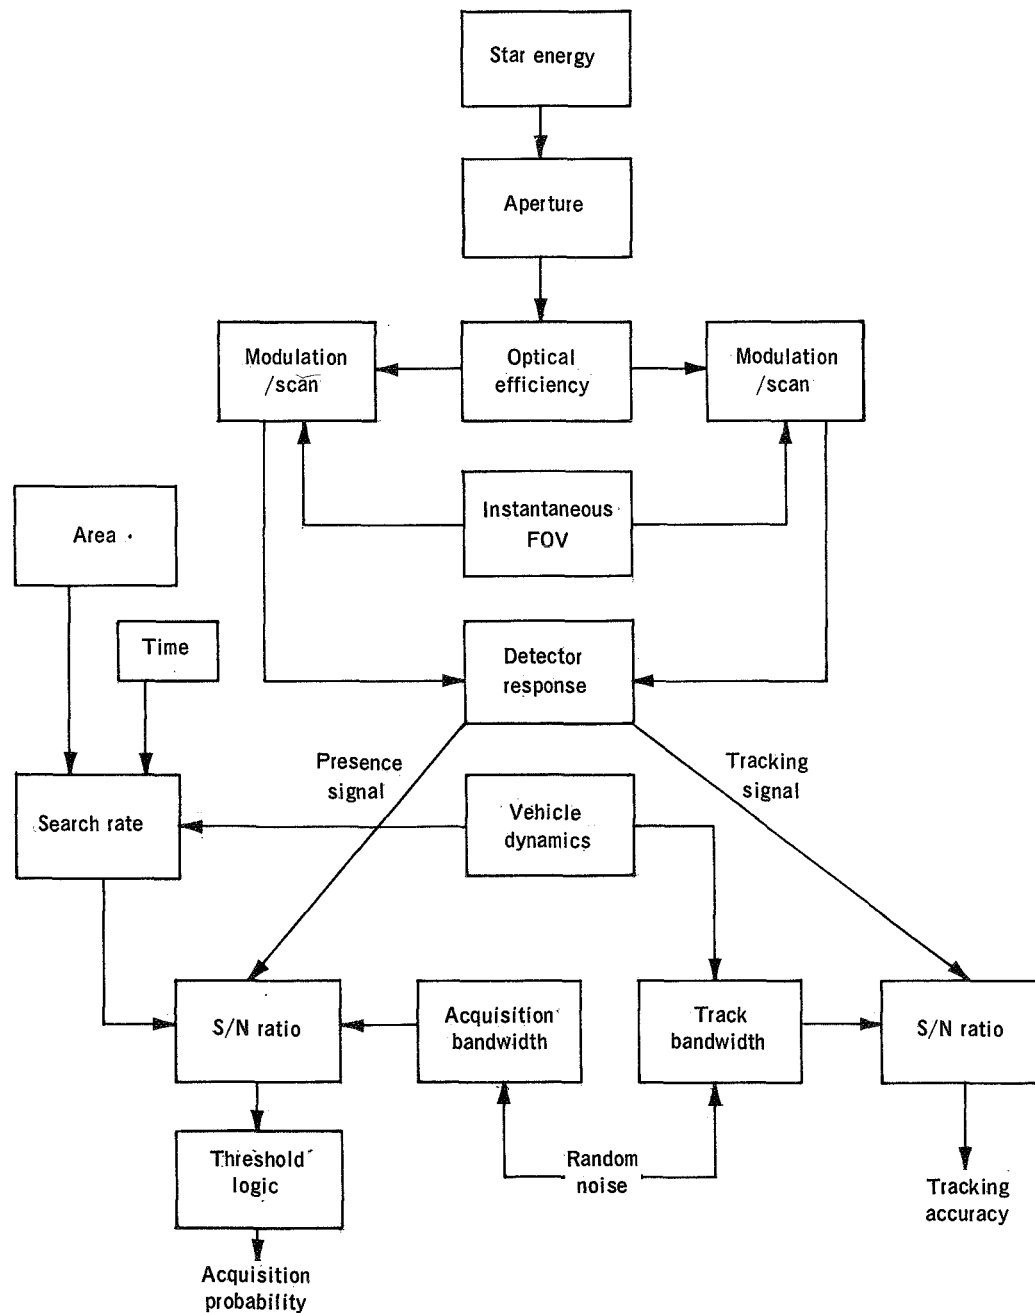 Star energy
Aperture
Modulation
/scan
Optical
efficiency
Modulation
/scan
Instantaneous
FOV
Area
Time
Detector
response
Presence
signal
Tracking
signal
Search rate
Vehicle
dynamics
S/N ratio
Acquisition
bandwidth
Track
bandwidth
S/N ratio
Threshold
logic
Random
noise
Tracking
accuracy
Acquisition
probability